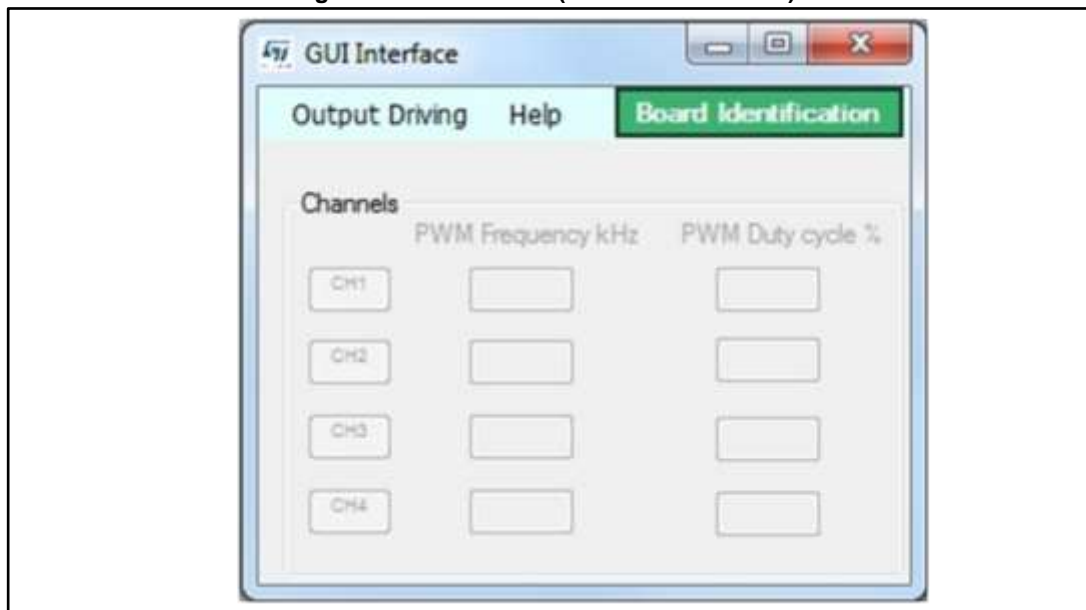 GUI Interface
Output Driving Help Board Identification
Channels
PWM Frequency kHz PWM Duty cycle %
CH1
CH2
CH3
CH4